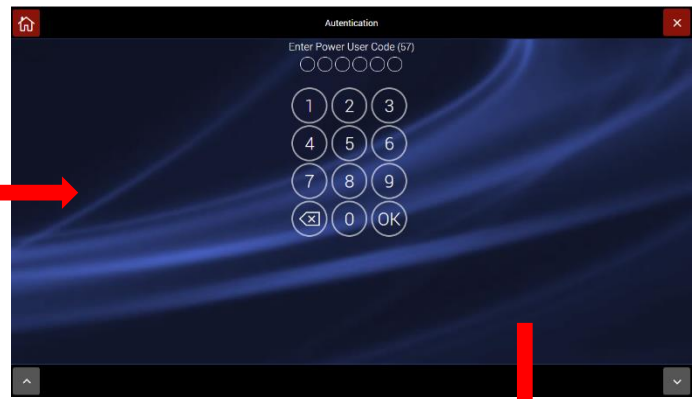 Autentication
Enter Power User Code (57)
1 2 3
4 5 6
7 8 9
0 OK